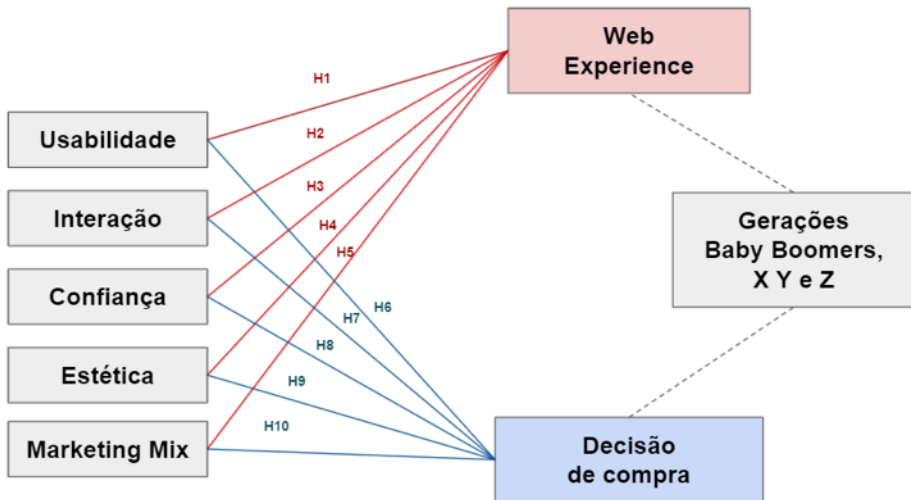 Web
Experience
H1
Usabilidade
H2
H3
Interação
H4
Gerações
Baby Boomers,
X Y e Z
H5
Confiança
H6
H7
H8
Estética
H9
H10
Marketing Mix
Decisão
de compra